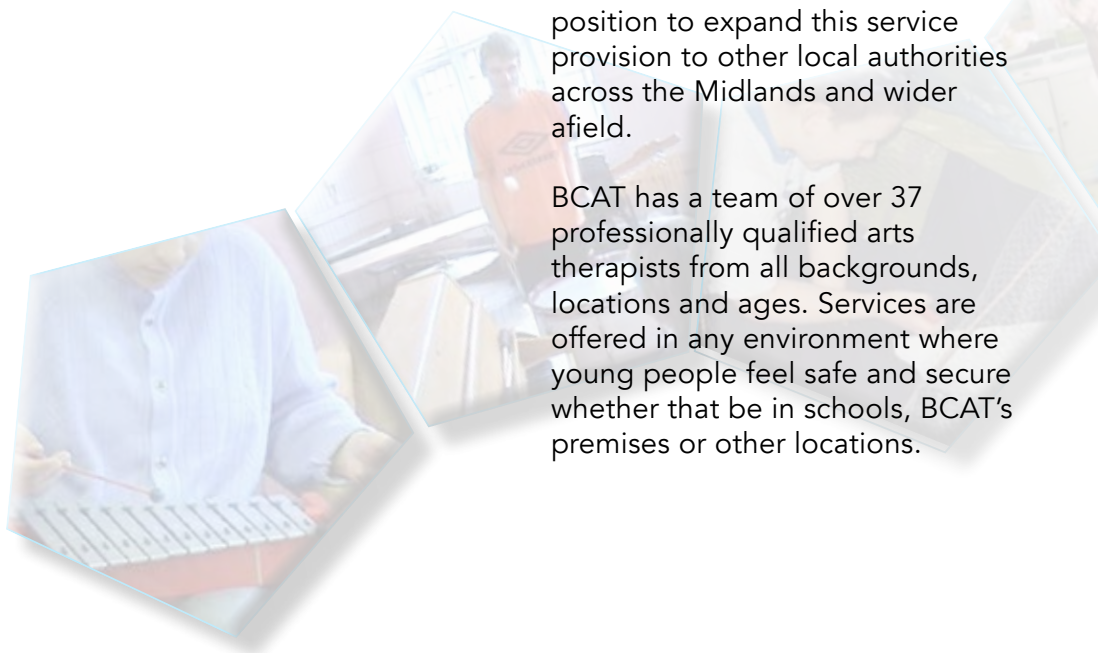 position to expand this service
provision to other local authorities
across the Midlands and wider
afield.
BCAT has a team of over 37
professionally qualified arts
therapists from all backgrounds,
locations and ages. Services are
offered in any environment where
young people feel safe and secure
whether that be in schools, BCAT’s
premises or other locations.